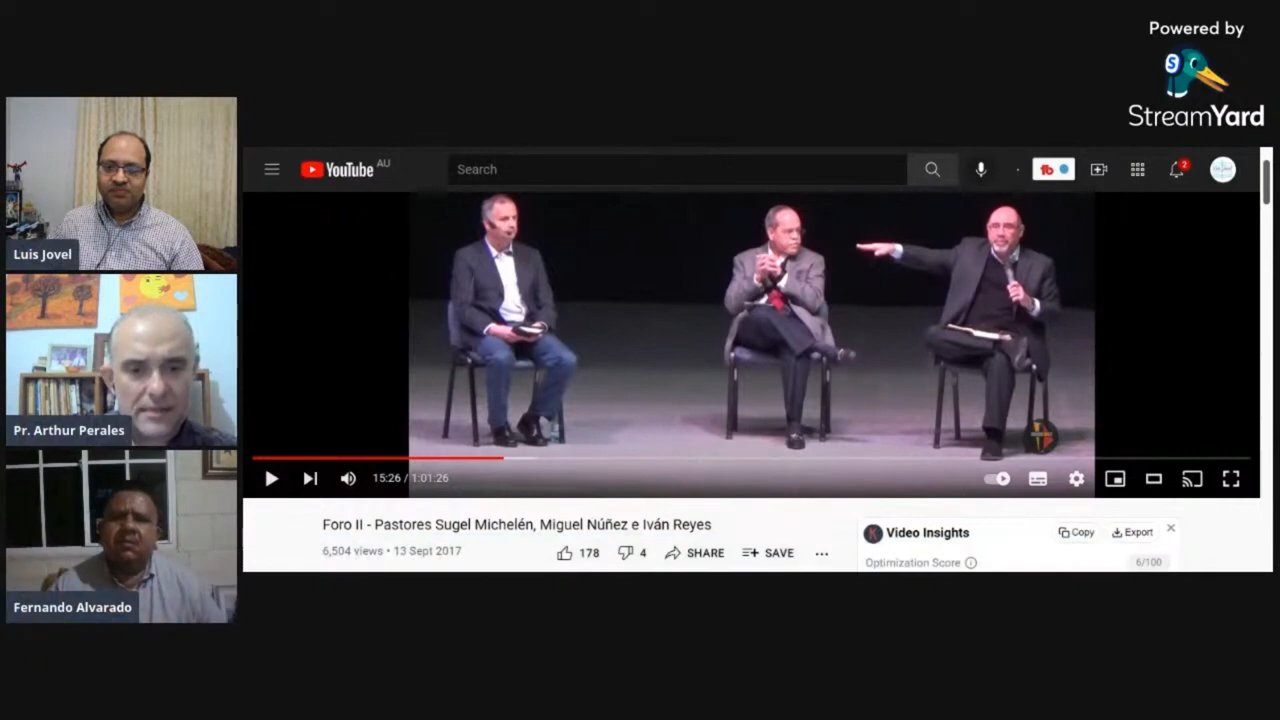 Powered by
S
StreamYard
Luis Jovel
Pr. Arthur Perales
Fernando Alvarado
YouTube AU
Search
tb
2
15:26 / 1:01:26
Foro II - Pastores Sugel Michelén, Miguel Núñez e Iván Reyes
6,504 views • 13 Sept 2017
178
4
SHARE
SAVE
Video Insights
Copy
Export
Optimization Score
6/100